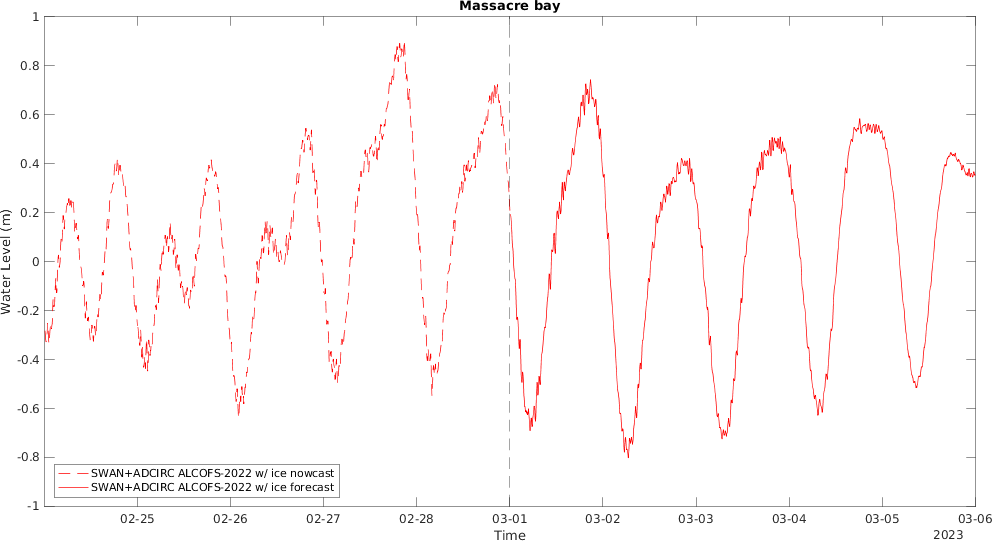 Massacre bay
1
0.8
0.6
0.4
0.2
0
-0.2
-0.4
-0.6
-0.8
-1
Water Level (m)
SWAN+ADCIRC ALCOFS-2022 w/ ice nowcast
SWAN+ADCIRC ALCOFS-2022 w/ ice forecast
02-25 02-26 02-27 02-28 03-01 03-02 03-03 03-04 03-05 03-06
Time
2023